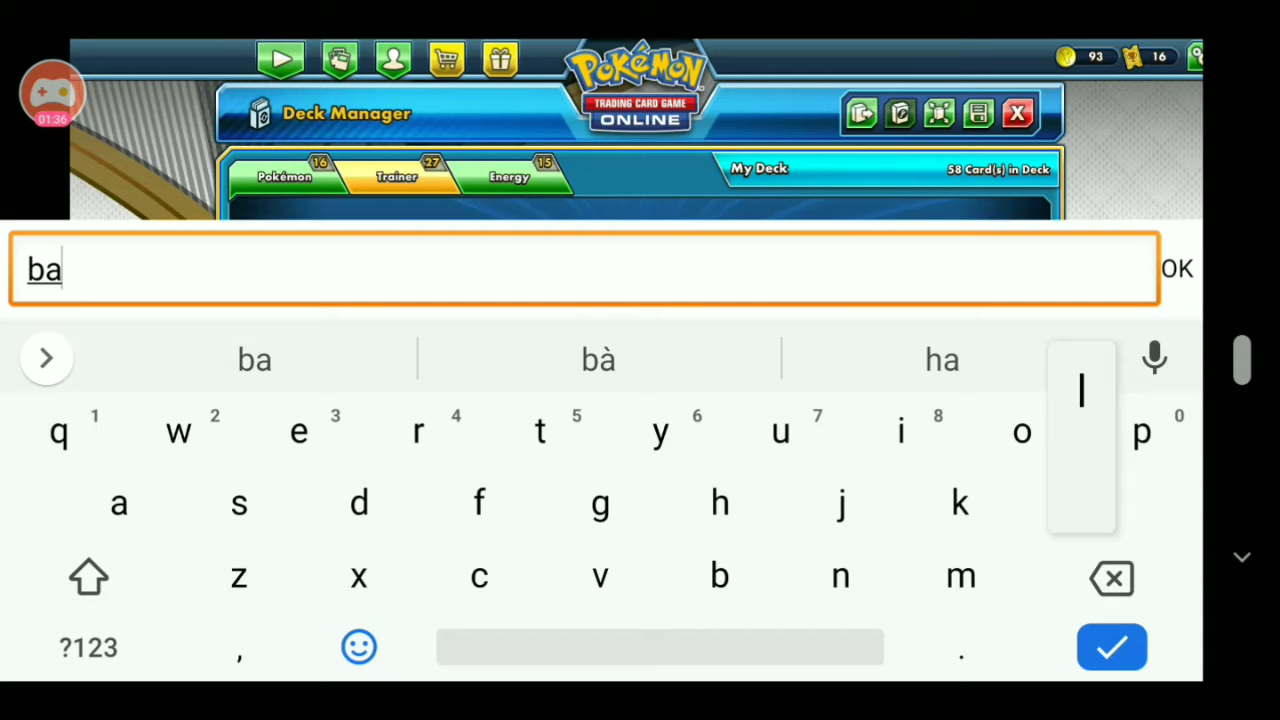 93
16
POKéMON
TRADING CARD GAME
ONLINE
01:36
Deck Manager
Pokémon 16
Trainer 27
Energy 15
My Deck
58 Card(s) in Deck
ba
OK
ba bà ha
l
q 1 w 2 e 3 r 4 t 5 y 6 u 7 i 8 o p 0
a s d f g h j k
z x c v b n m
?123 , .